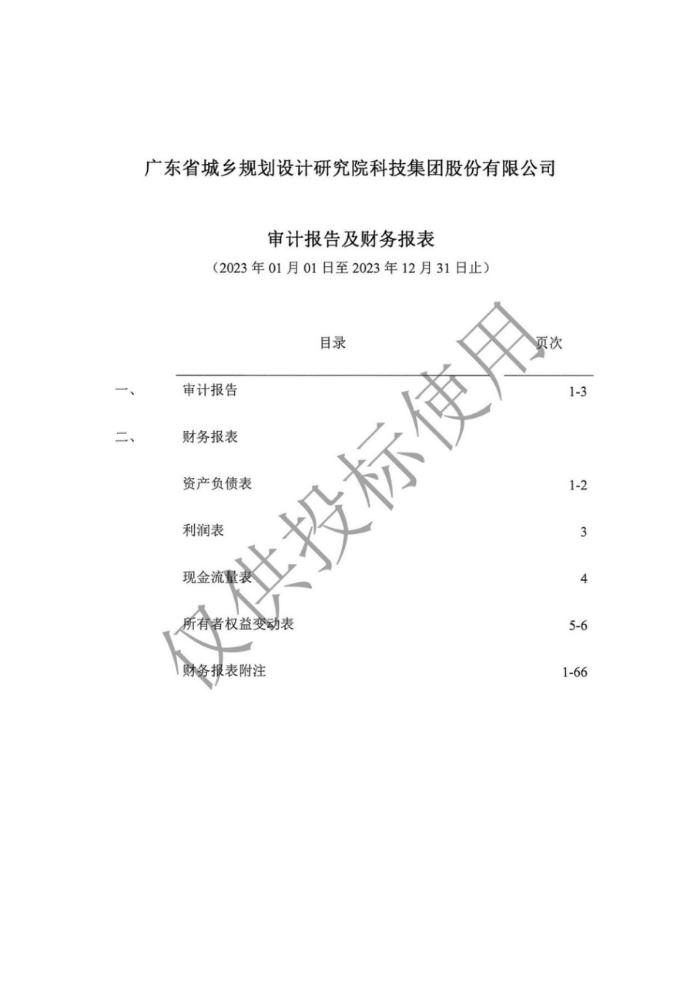 广东省城乡规划设计研究院科技集团股份有限公司
审计报告及财务报表
（2023 年 01 月 01 日至 2023 年 12 月 31 日止）
目录 页次
一、 审计报告 1-3
二、 财务报表
资产负债表 1-2
利润表 3
现金流量表 4
所有者权益变动表 5-6
财务报表附注 1-66
仅供投标使用